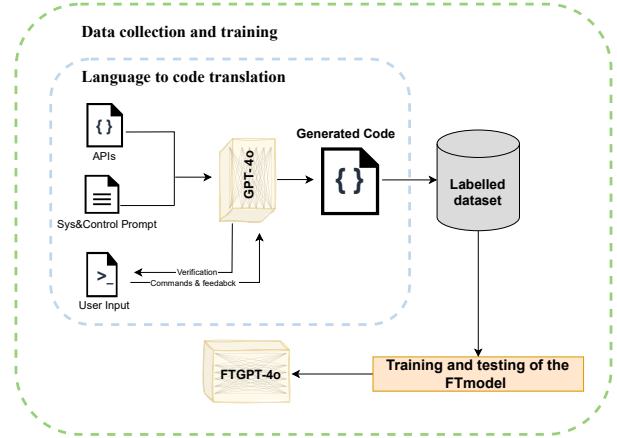 Data collection and training
Language to code translation
{ }
APIs
Sys&Control Prompt
>_
User Input
GPT-4o
Verification
Commands & feedabck
Generated Code
{ }
Labelled
dataset
Training and testing of the
FTmodel
FTGPT-4o